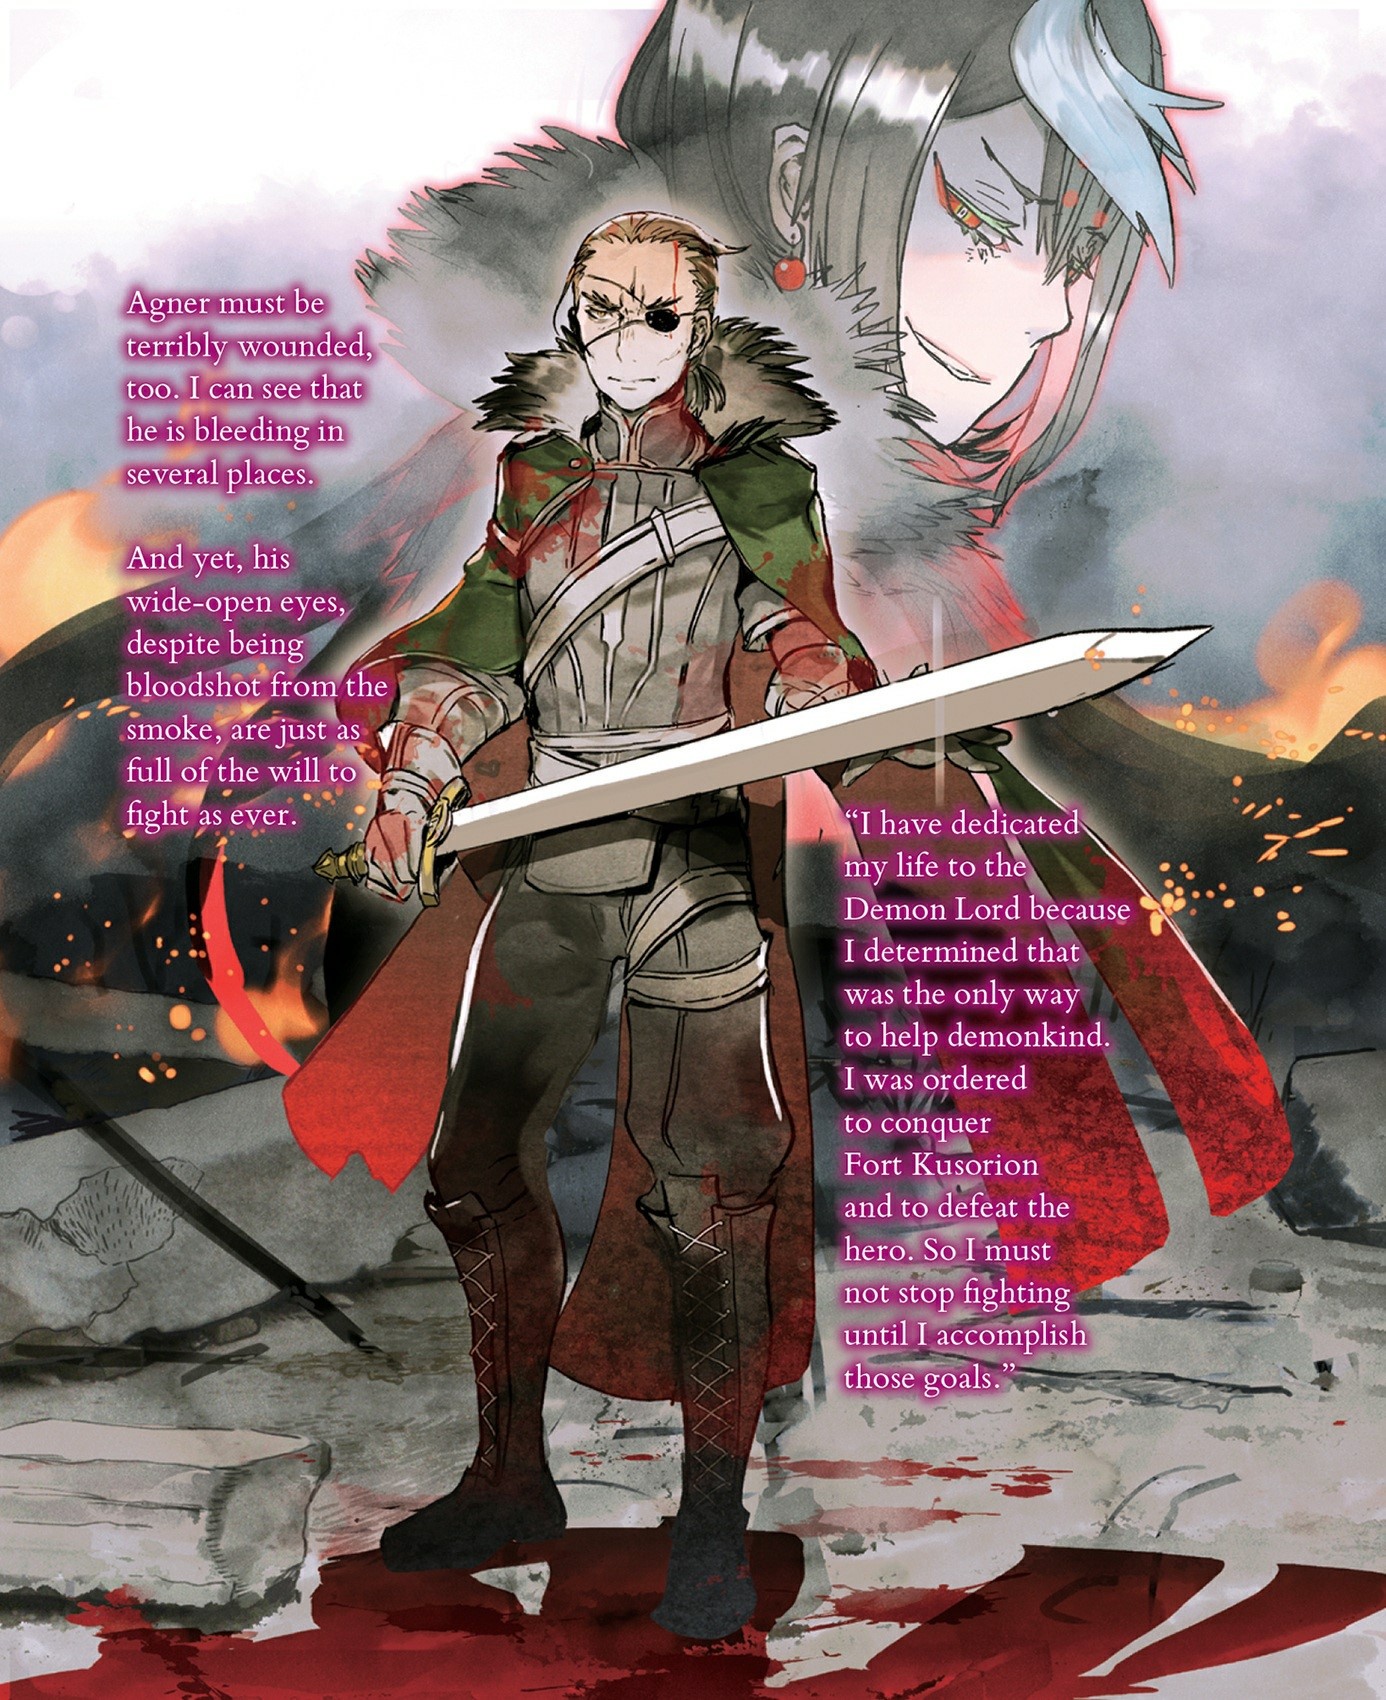 Agner must be
terribly wounded,
too. I can see that
he is bleeding in
several places.
And yet, his
wide-open eyes,
despite being
bloodshot from the
smoke, are just as
full of the will to
fight as ever.
“I have dedicated
my life to the
Demon Lord because
I determined that
was the only way
to help demonkind.
I was ordered
to conquer
Fort Kusorion
and to defeat the
hero. So I must
not stop fighting
until I accomplish
those goals.”